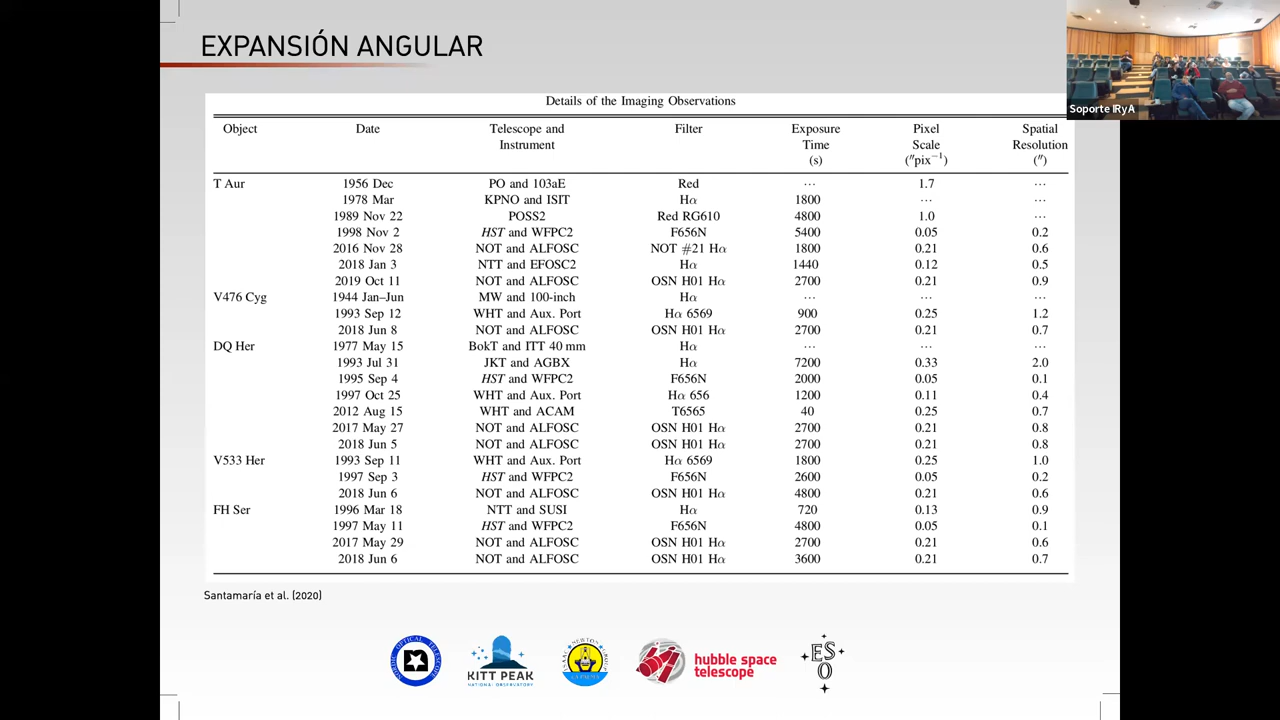 EXPANSIÓN ANGULAR
Soporte IRyA
Details of the Imaging Observations
Object Date Telescope and Instrument Filter Exposure Time (s) Pixel Scale (″pix⁻¹) Spatial Resolution (″)
T Aur 1956 Dec PO and 103aE Red ⋯ 1.7 ⋯
1978 Mar KPNO and ISIT Hα 1800 ⋯ ⋯
1989 Nov 22 POSS2 Red RG610 4800 1.0 ⋯
1998 Nov 2 HST and WFPC2 F656N 5400 0.05 0.2
2016 Nov 28 NOT and ALFOSC NOT #21 Hα 1800 0.21 0.6
2018 Jan 3 NTT and EFOSC2 Hα 1440 0.12 0.5
2019 Oct 11 NOT and ALFOSC OSN H01 Hα 2700 0.21 0.9
V476 Cyg 1944 Jan–Jun MW and 100-inch Hα ⋯ ⋯ ⋯
1993 Sep 12 WHT and Aux. Port Hα 6569 900 0.25 1.2
2018 Jun 8 NOT and ALFOSC OSN H01 Hα 2700 0.21 0.7
DQ Her 1977 May 15 BokT and ITT 40 mm Hα ⋯ ⋯ ⋯
1993 Jul 31 JKT and AGBX Hα 7200 0.33 2.0
1995 Sep 4 HST and WFPC2 F656N 2000 0.05 0.1
1997 Oct 25 WHT and Aux. Port Hα 656 1200 0.11 0.4
2012 Aug 15 WHT and ACAM T6565 40 0.25 0.7
2017 May 27 NOT and ALFOSC OSN H01 Hα 2700 0.21 0.8
2018 Jun 5 NOT and ALFOSC OSN H01 Hα 2700 0.21 0.8
V533 Her 1993 Sep 11 WHT and Aux. Port Hα 6569 1800 0.25 1.0
1997 Sep 3 HST and WFPC2 F656N 2600 0.05 0.2
2018 Jun 6 NOT and ALFOSC OSN H01 Hα 4800 0.21 0.6
FH Ser 1996 Mar 18 NTT and SUSI Hα 720 0.13 0.9
1997 May 11 HST and WFPC2 F656N 4800 0.05 0.1
2017 May 29 NOT and ALFOSC OSN H01 Hα 2700 0.21 0.6
2018 Jun 6 NOT and ALFOSC OSN H01 Hα 3600 0.21 0.7
Santamaría et al. (2020)
NORDIC OPTICAL TELESCOPE
KITT PEAK
NATIONAL OBSERVATORY
ISAAC NEWTON GROUP
LA PALMA
hubble space
telescope
ESO